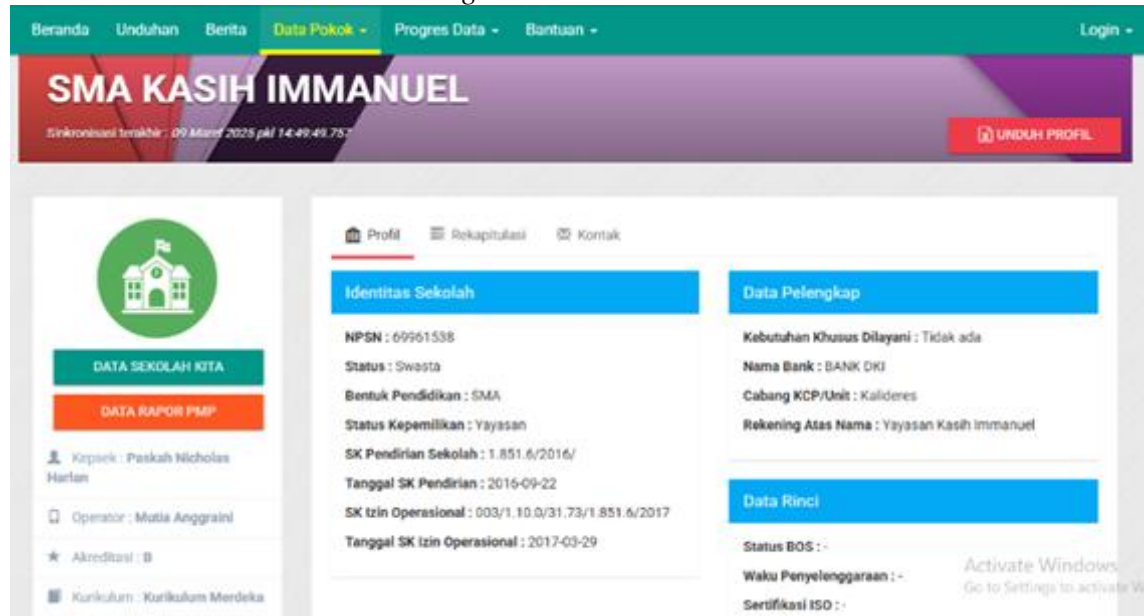 Beranda Unduhan Berita Data Pokok Progres Data Bantuan Login
SMA KASIH IMMANUEL
Sinkronisasi terakhir : 09 Maret 2025 pkl 14:49:49.757
UNDUH PROFIL
DATA SEKOLAH KITA
DATA RAPOR PMP
Kepsek : Paskah Nicholas
Harlan
Operator : Mutia Anggraini
Akreditasi : B
Kurikulum : Kurikulum Merdeka
Profil Rekapitulasi Kontak
Identitas Sekolah
NPSN : 69961538
Status : Swasta
Bentuk Pendidikan : SMA
Status Kepemilikan : Yayasan
SK Pendirian Sekolah : 1.851.6/2016/
Tanggal SK Pendirian : 2016-09-22
SK Izin Operasional : 003/1.10.0/31.73/1.851.6/2017
Tanggal SK Izin Operasional : 2017-03-29
Data Pelengkap
Kebutuhan Khusus Dilayani : Tidak ada
Nama Bank : BANK DKI
Cabang KCP/Unit : Kalideres
Rekening Atas Nama : Yayasan Kasih Immanuel
Data Rinci
Status BOS : -
Waku Penyelenggaraan : -
Sertifikasi ISO : -
Activate Windows
Go to Settings to activate